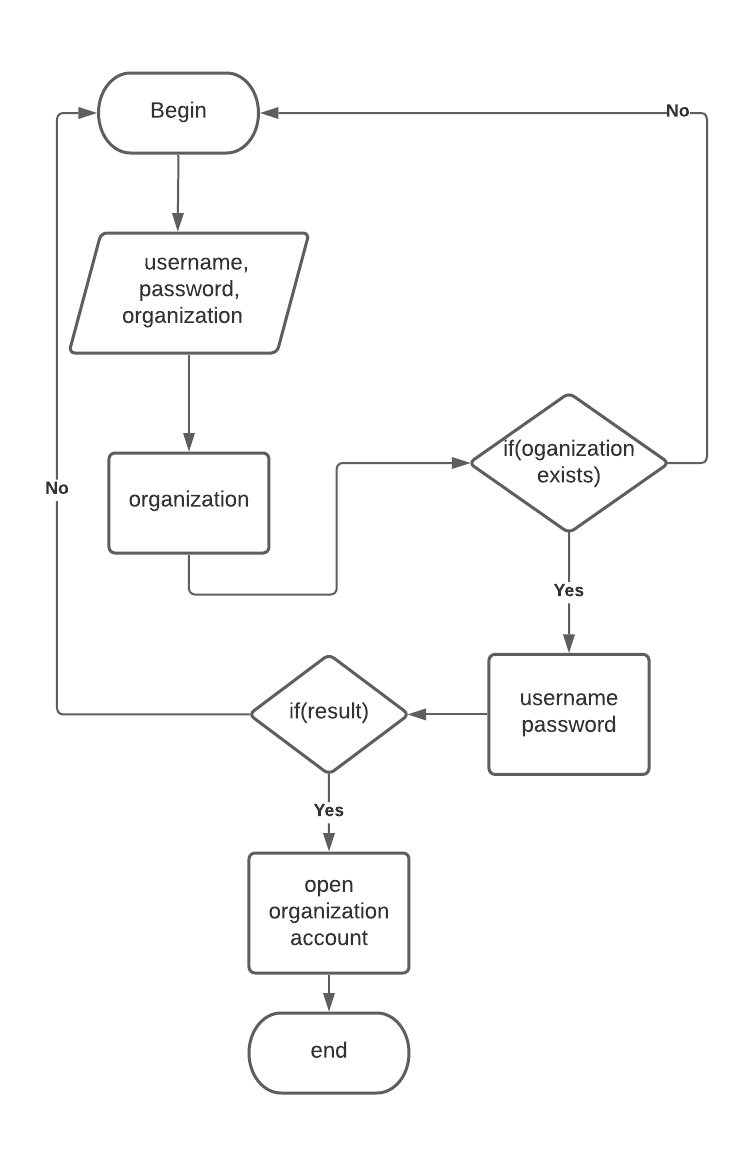 Begin
No
username,
password,
organization
if(oganization
exists)
No
organization
Yes
username
password
if(result)
Yes
open
organization
account
end